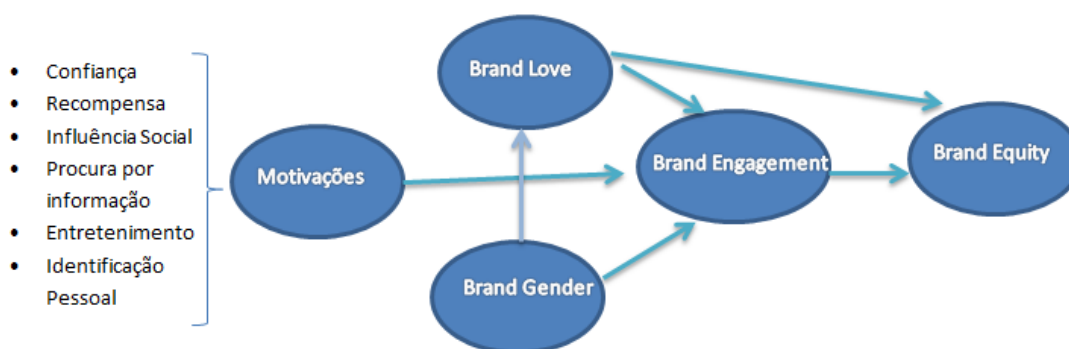 Confiança
Recompensa
Influência Social
Procura por
informação
Entretenimento
Identificação
Pessoal
Motivações
Brand Love
Brand Gender
Brand Engagement
Brand Equity